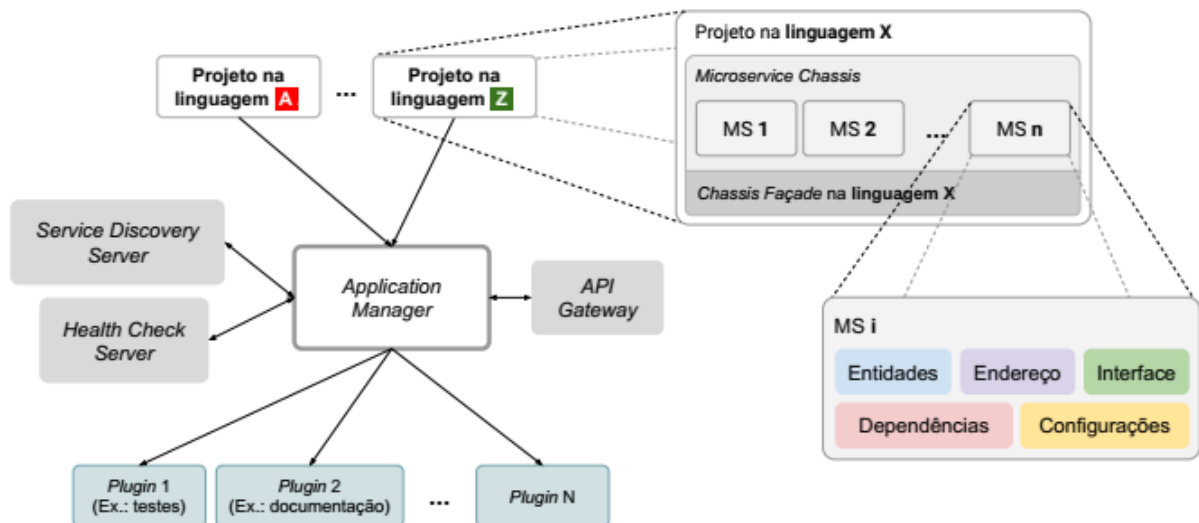 Projeto na
linguagem A
...
Projeto na
linguagem Z
Projeto na linguagem X
Microservice Chassis
MS 1
MS 2
...
MS n
Chassis Façade na linguagem X
Service Discovery
Server
Health Check
Server
Application
Manager
API
Gateway
MS i
Entidades
Endereço
Interface
Dependências
Configurações
Plugin 1
(Ex.: testes)
Plugin 2
(Ex.: documentação)
...
Plugin N